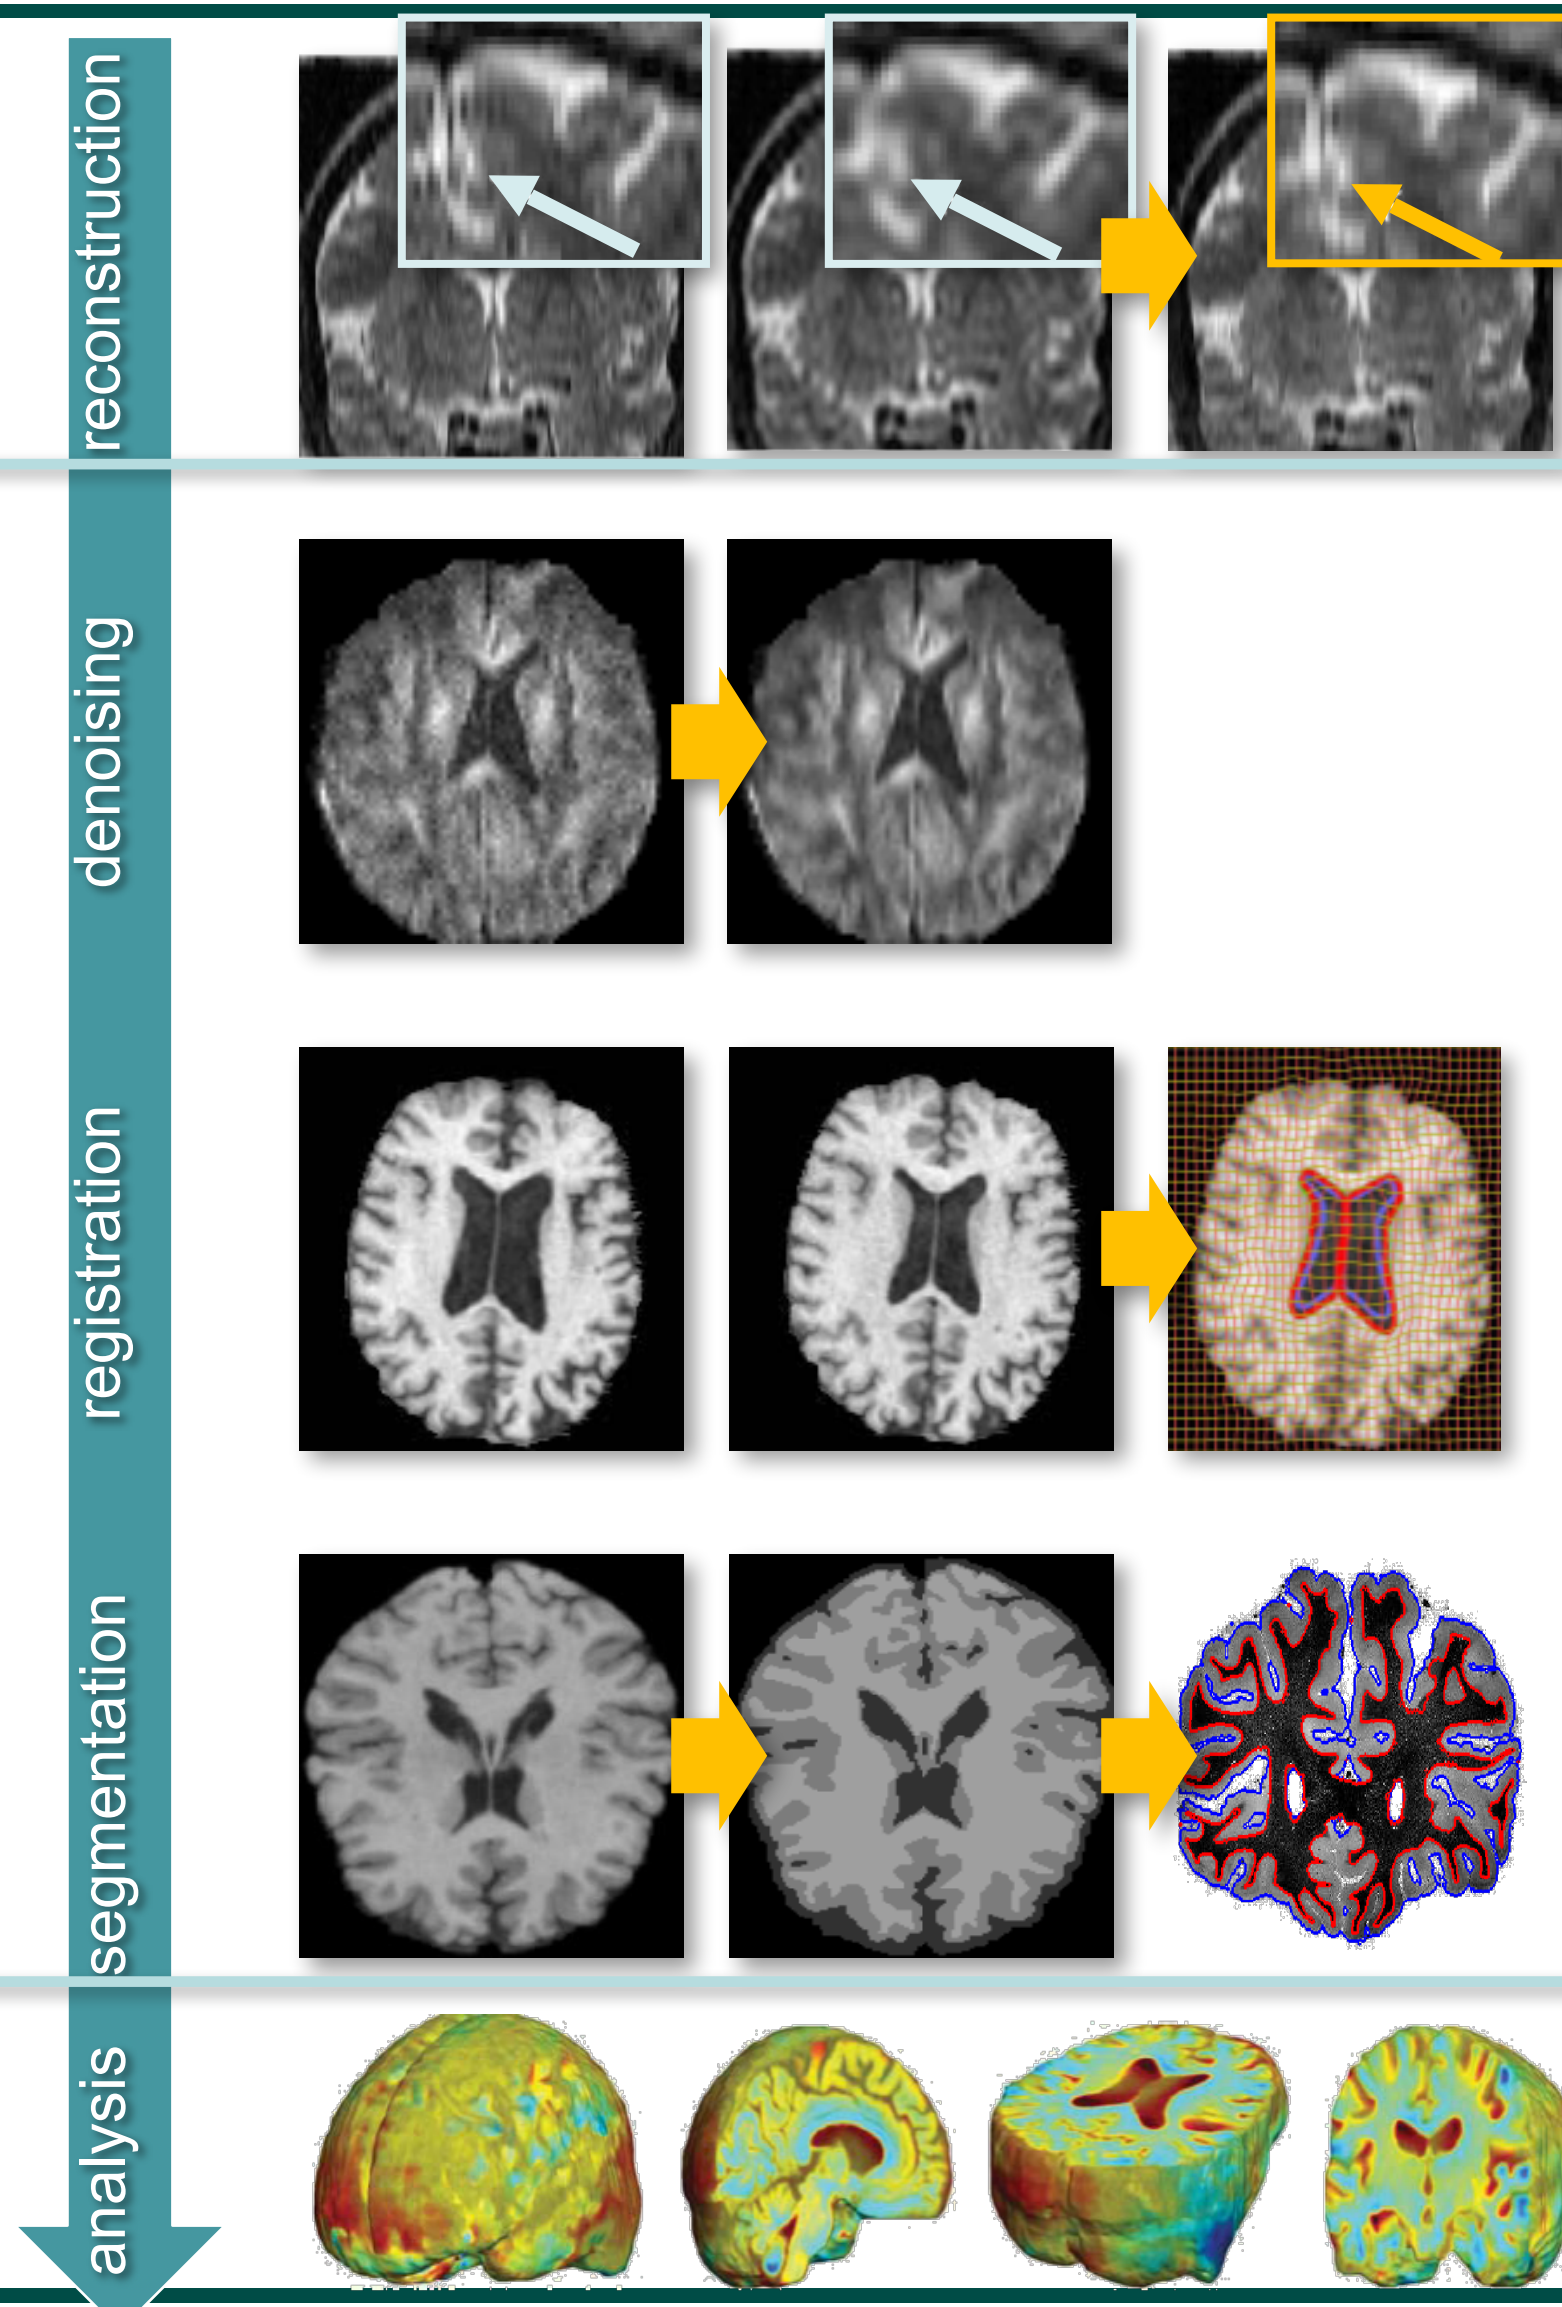 reconstruction
denoising
registration
segmentation
analysis